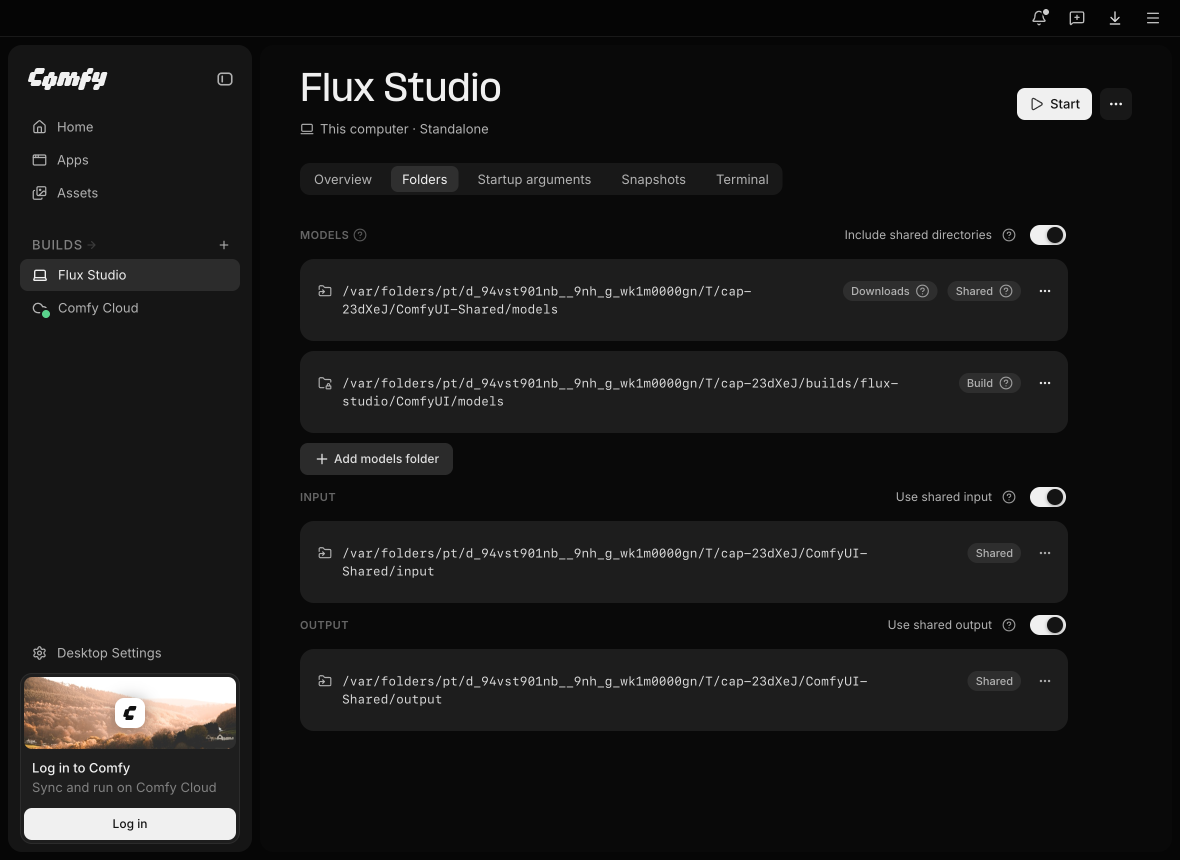 Comfy
Home
Apps
Assets
BUILDS
Flux Studio
Comfy Cloud
Desktop Settings
Log in to Comfy
Sync and run on Comfy Cloud
Log in
Flux Studio
This computer · Standalone
Start
Overview
Folders
Startup arguments
Snapshots
Terminal
MODELS
Include shared directories
/var/folders/pt/d_94vst901nb__9nh_g_wk1m0000gn/T/cap-
23dXeJ/ComfyUI-Shared/models
Downloads
Shared
/var/folders/pt/d_94vst901nb__9nh_g_wk1m0000gn/T/cap-23dXeJ/builds/flux-
studio/ComfyUI/models
Build
Add models folder
INPUT
Use shared input
/var/folders/pt/d_94vst901nb__9nh_g_wk1m0000gn/T/cap-23dXeJ/ComfyUI-
Shared/input
Shared
OUTPUT
Use shared output
/var/folders/pt/d_94vst901nb__9nh_g_wk1m0000gn/T/cap-23dXeJ/ComfyUI-
Shared/output
Shared